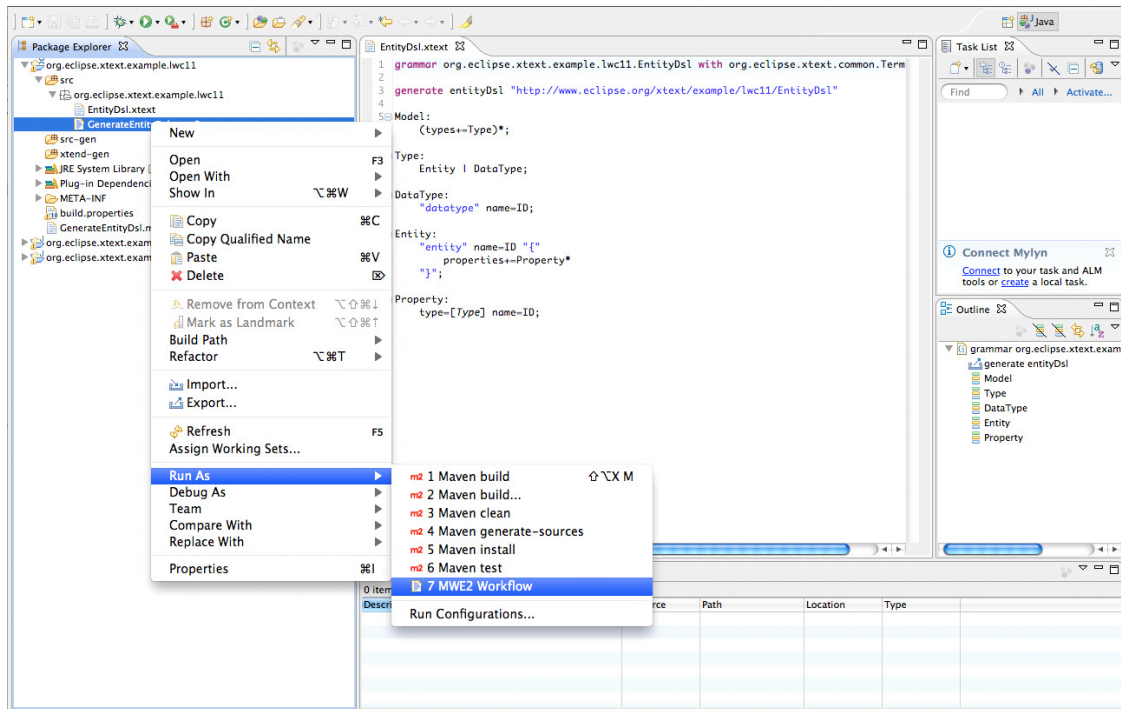 Java
Package Explorer
org.eclipse.xtext.example.lwc11
src
org.eclipse.xtext.example.lwc11
EntityDsl.xtext
GenerateEntity
src-gen
xtend-gen
JRE System Library [
Plug-in Dependenci
META-INF
build.properties
GenerateEntityDsl.m
org.eclipse.xtext.exam
org.eclipse.xtext.exam
New
Open F3
Open With
Show In ⌥⌘W
Copy ⌘C
Copy Qualified Name
Paste ⌘V
Delete ⌦
Remove from Context ⌥⇧⌘↓
Mark as Landmark ⌥⇧⌘↑
Build Path
Refactor ⌥⌘T
Import...
Export...
Refresh F5
Assign Working Sets...
Run As
Debug As
Team
Compare With
Replace With
Properties ⌘I
m2 1 Maven build ⇧⌥X M
m2 2 Maven build...
m2 3 Maven clean
m2 4 Maven generate-sources
m2 5 Maven install
m2 6 Maven test
7 MWE2 Workflow
Run Configurations...
EntityDsl.xtext
1 grammar org.eclipse.xtext.example.lwc11.EntityDsl with org.eclipse.xtext.common.Term
2
3 generate entityDsl "http://www.eclipse.org/xtext/example/lwc11/EntityDsl"
4
5 Model:
(types+=Type)*;
Type:
Entity | DataType;
DataType:
"datatype" name=ID;
Entity:
"entity" name=ID "{"
properties+=Property*
"}";
Property:
type=[Type] name=ID;
0 item
Descri rce Path Location Type
Task List
Find All Activate...
Connect Mylyn
Connect to your task and ALM
tools or create a local task.
Outline
grammar org.eclipse.xtext.exam
generate entityDsl
Model
Type
DataType
Entity
Property